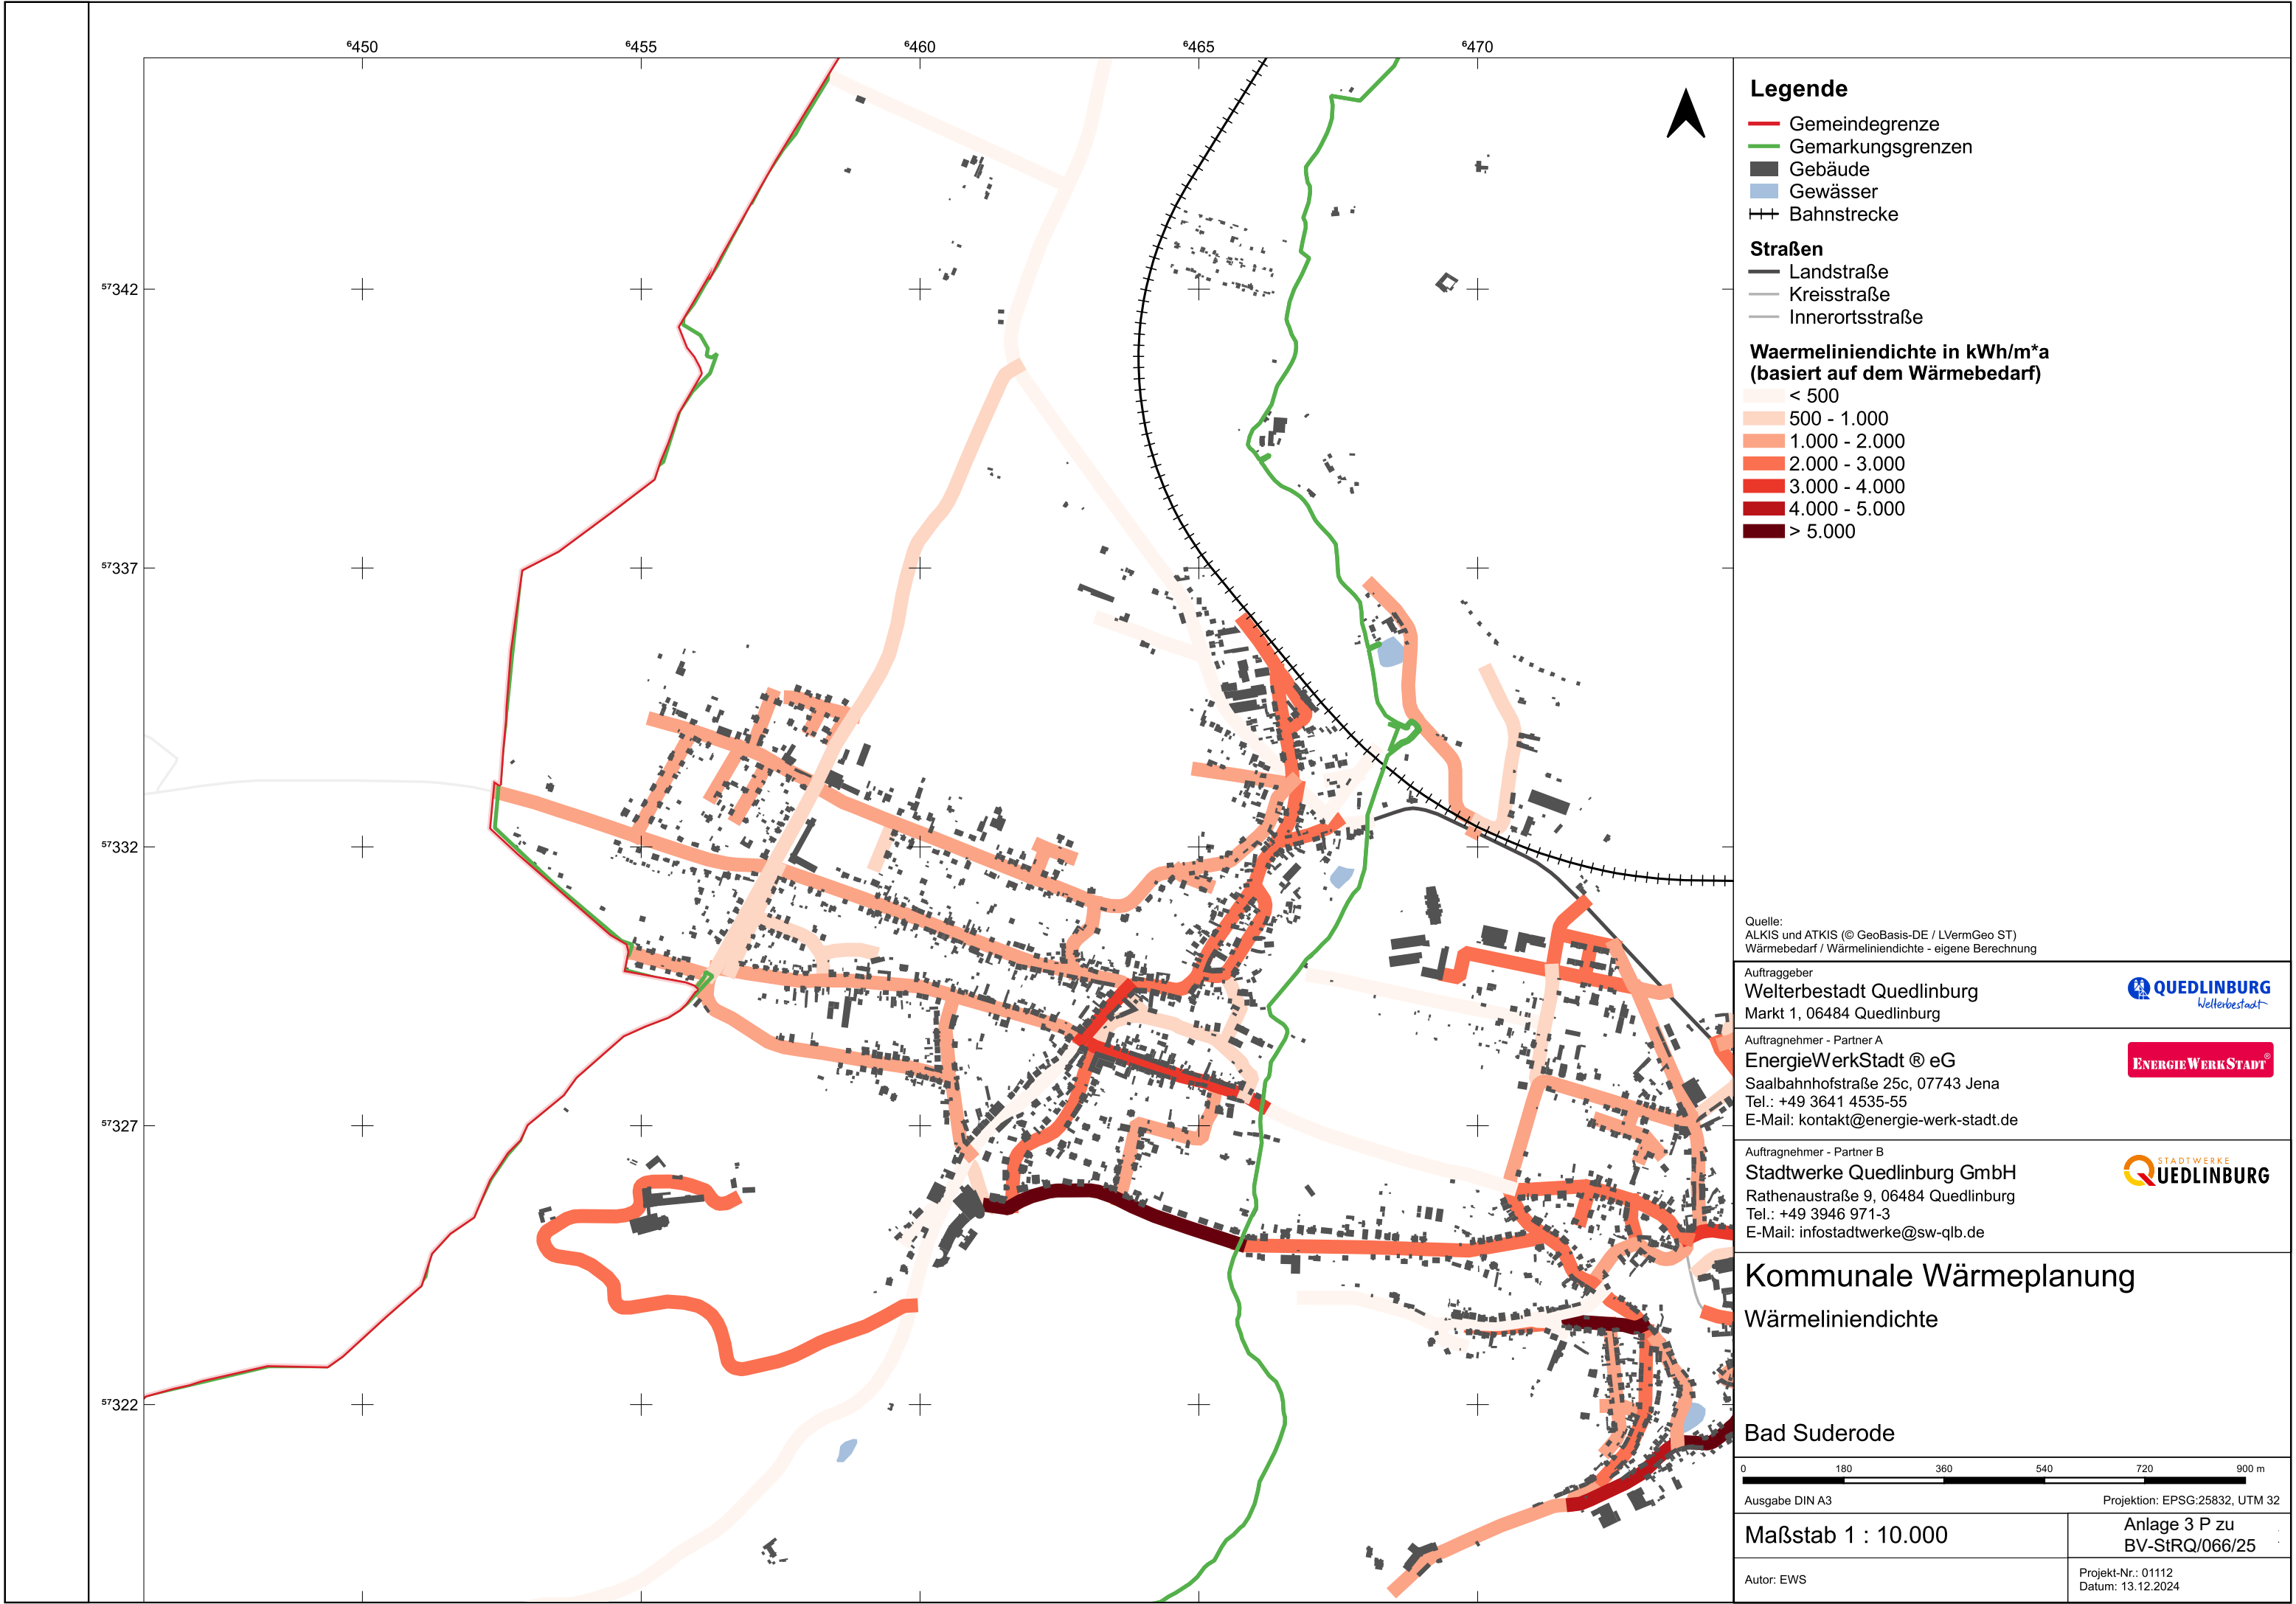 ⁶450 ⁶455 ⁶460 ⁶465 ⁶470
⁵⁷342
⁵⁷337
⁵⁷332
⁵⁷327
⁵⁷322
Legende
Gemeindegrenze
Gemarkungsgrenzen
Gebäude
Gewässer
Bahnstrecke
Straßen
Landstraße
Kreisstraße
Innerortsstraße
Waermeliniendichte in kWh/m*a
(basiert auf dem Wärmebedarf)
< 500
500 - 1.000
1.000 - 2.000
2.000 - 3.000
3.000 - 4.000
4.000 - 5.000
> 5.000
Quelle:
ALKIS und ATKIS (© GeoBasis-DE / LVermGeo ST)
Wärmebedarf / Wärmeliniendichte - eigene Berechnung
Auftraggeber
Welterbestadt Quedlinburg
Markt 1, 06484 Quedlinburg
QUEDLINBURG
Welterbestadt
Auftragnehmer - Partner A
EnergieWerkStadt ® eG
Saalbahnhofstraße 25c, 07743 Jena
Tel.: +49 3641 4535-55
E-Mail: kontakt@energie-werk-stadt.de
ENERGIEWERKSTADT®
Auftragnehmer - Partner B
Stadtwerke Quedlinburg GmbH
Rathenaustraße 9, 06484 Quedlinburg
Tel.: +49 3946 971-3
E-Mail: infostadtwerke@sw-qlb.de
STADTWERKE
QUEDLINBURG
Kommunale Wärmeplanung
Wärmeliniendichte
Bad Suderode
0 180 360 540 720 900 m
Ausgabe DIN A3 Projektion: EPSG:25832, UTM 32
Maßstab 1 : 10.000
Anlage 3 P zu
BV-StRQ/066/25
Autor: EWS
Projekt-Nr.: 01112
Datum: 13.12.2024